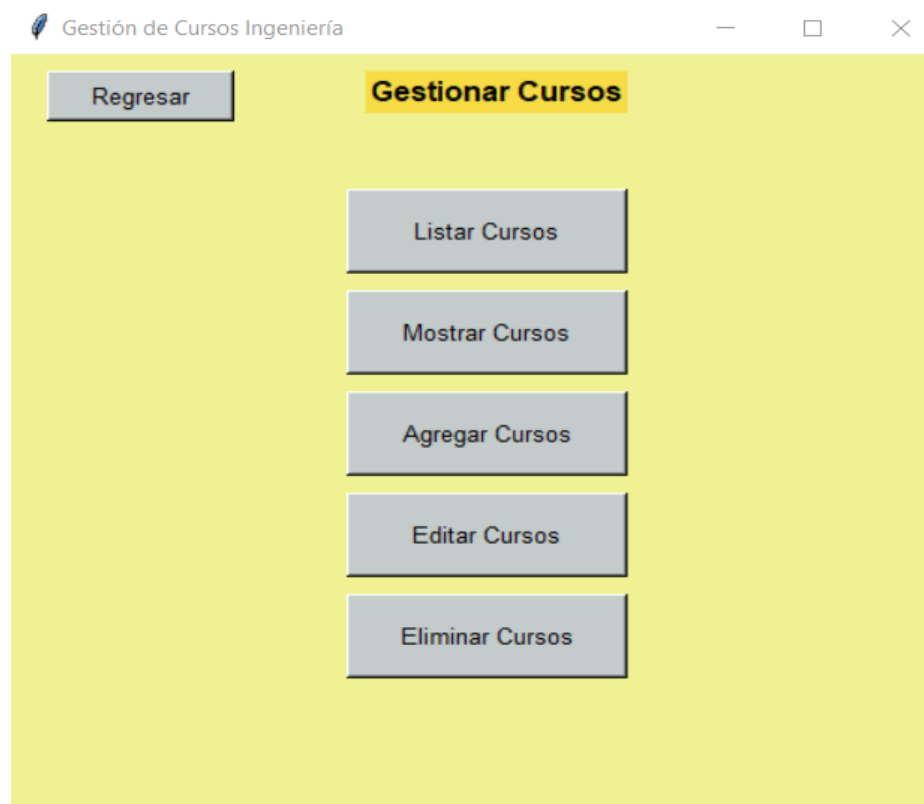 Gestión de Cursos Ingeniería
Regresar
Gestionar Cursos
Listar Cursos
Mostrar Cursos
Agregar Cursos
Editar Cursos
Eliminar Cursos